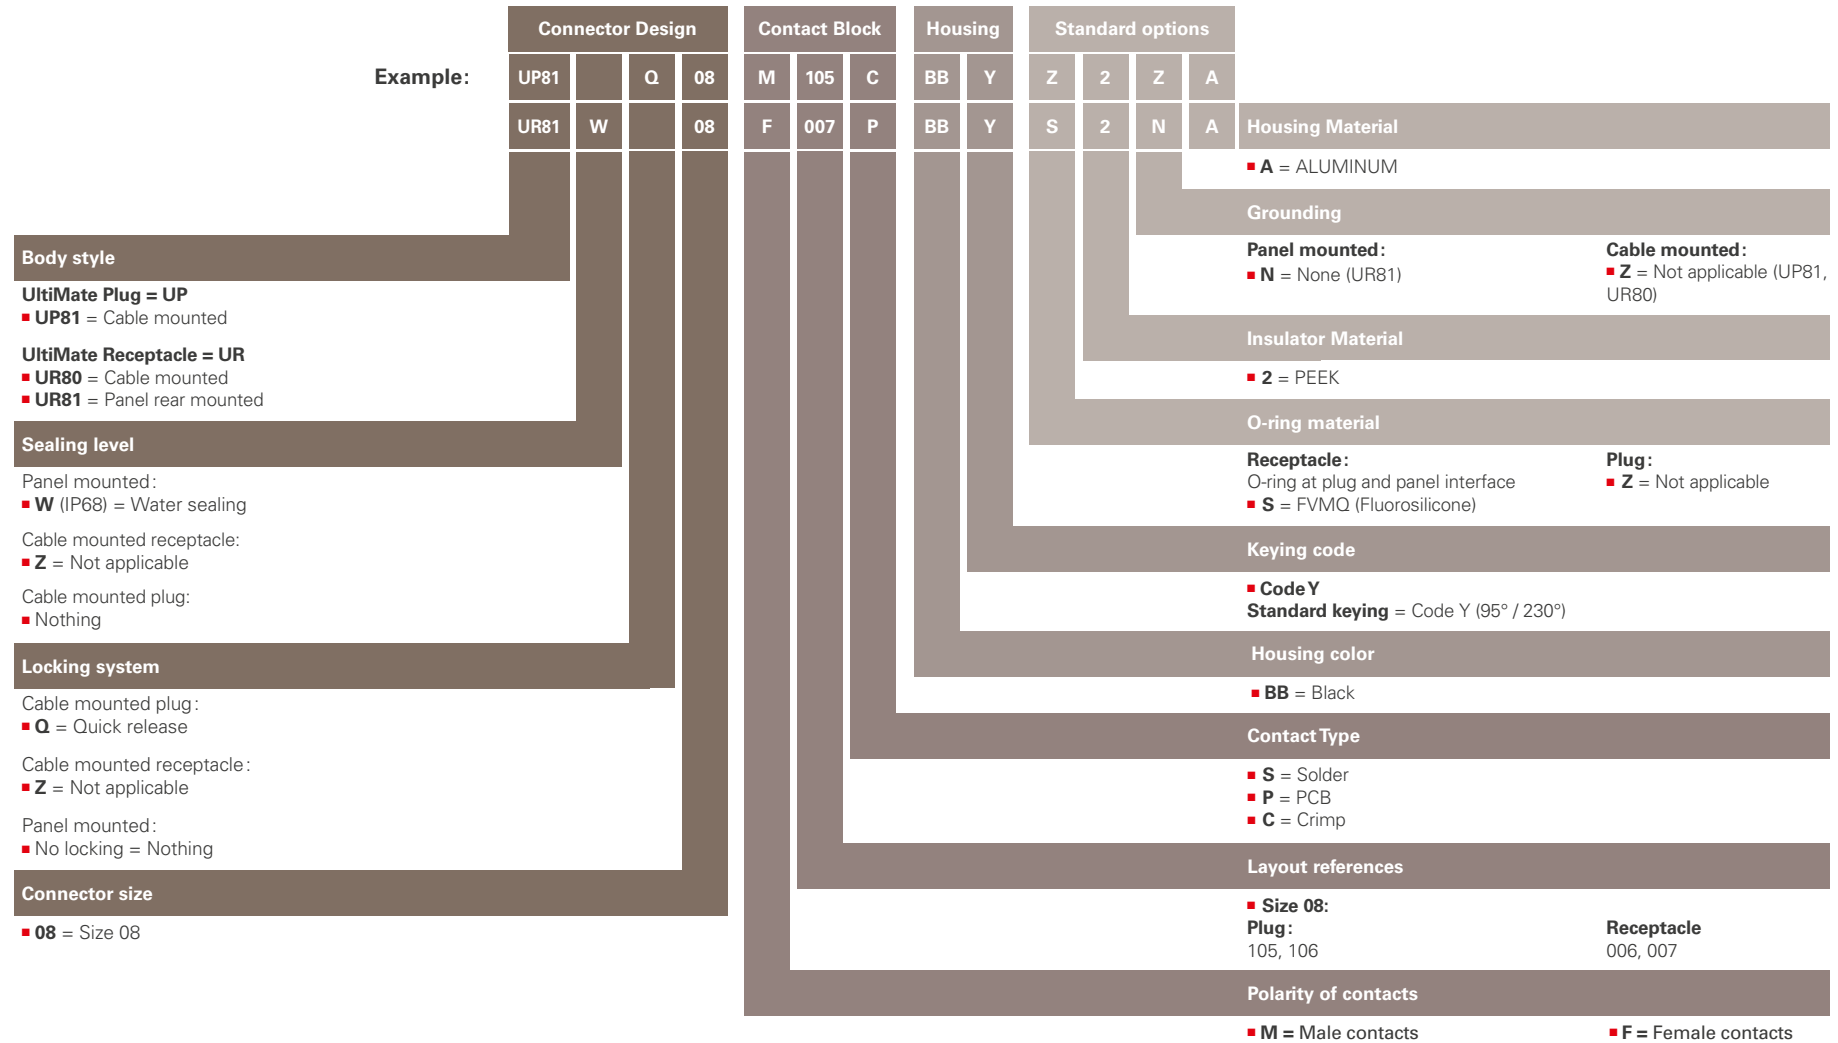 Connector Design Contact Block Housing Standard options
Example: UP81 Q 08 M 105 C BB Y Z 2 Z A
UR81 W 08 F 007 P BB Y S 2 N A Housing Material
A = ALUMINUM
Grounding
Panel mounted: Cable mounted:
N = None (UR81) Z = Not applicable (UP81,
UR80)
Insulator Material
2 = PEEK
O-ring material
Receptacle: Plug:
O-ring at plug and panel interface Z = Not applicable
S = FVMQ (Fluorosilicone)
Keying code
Code Y
Standard keying = Code Y (95° / 230°)
Housing color
BB = Black
Contact Type
S = Solder
P = PCB
C = Crimp
Layout references
Size 08:
Plug: Receptacle
105, 106 006, 007
Polarity of contacts
M = Male contacts F = Female contacts
Body style
UltiMate Plug = UP
UP81 = Cable mounted
UltiMate Receptacle = UR
UR80 = Cable mounted
UR81 = Panel rear mounted
Sealing level
Panel mounted:
W (IP68) = Water sealing
Cable mounted receptacle:
Z = Not applicable
Cable mounted plug:
Nothing
Locking system
Cable mounted plug:
Q = Quick release
Cable mounted receptacle:
Z = Not applicable
Panel mounted:
No locking = Nothing
Connector size
08 = Size 08